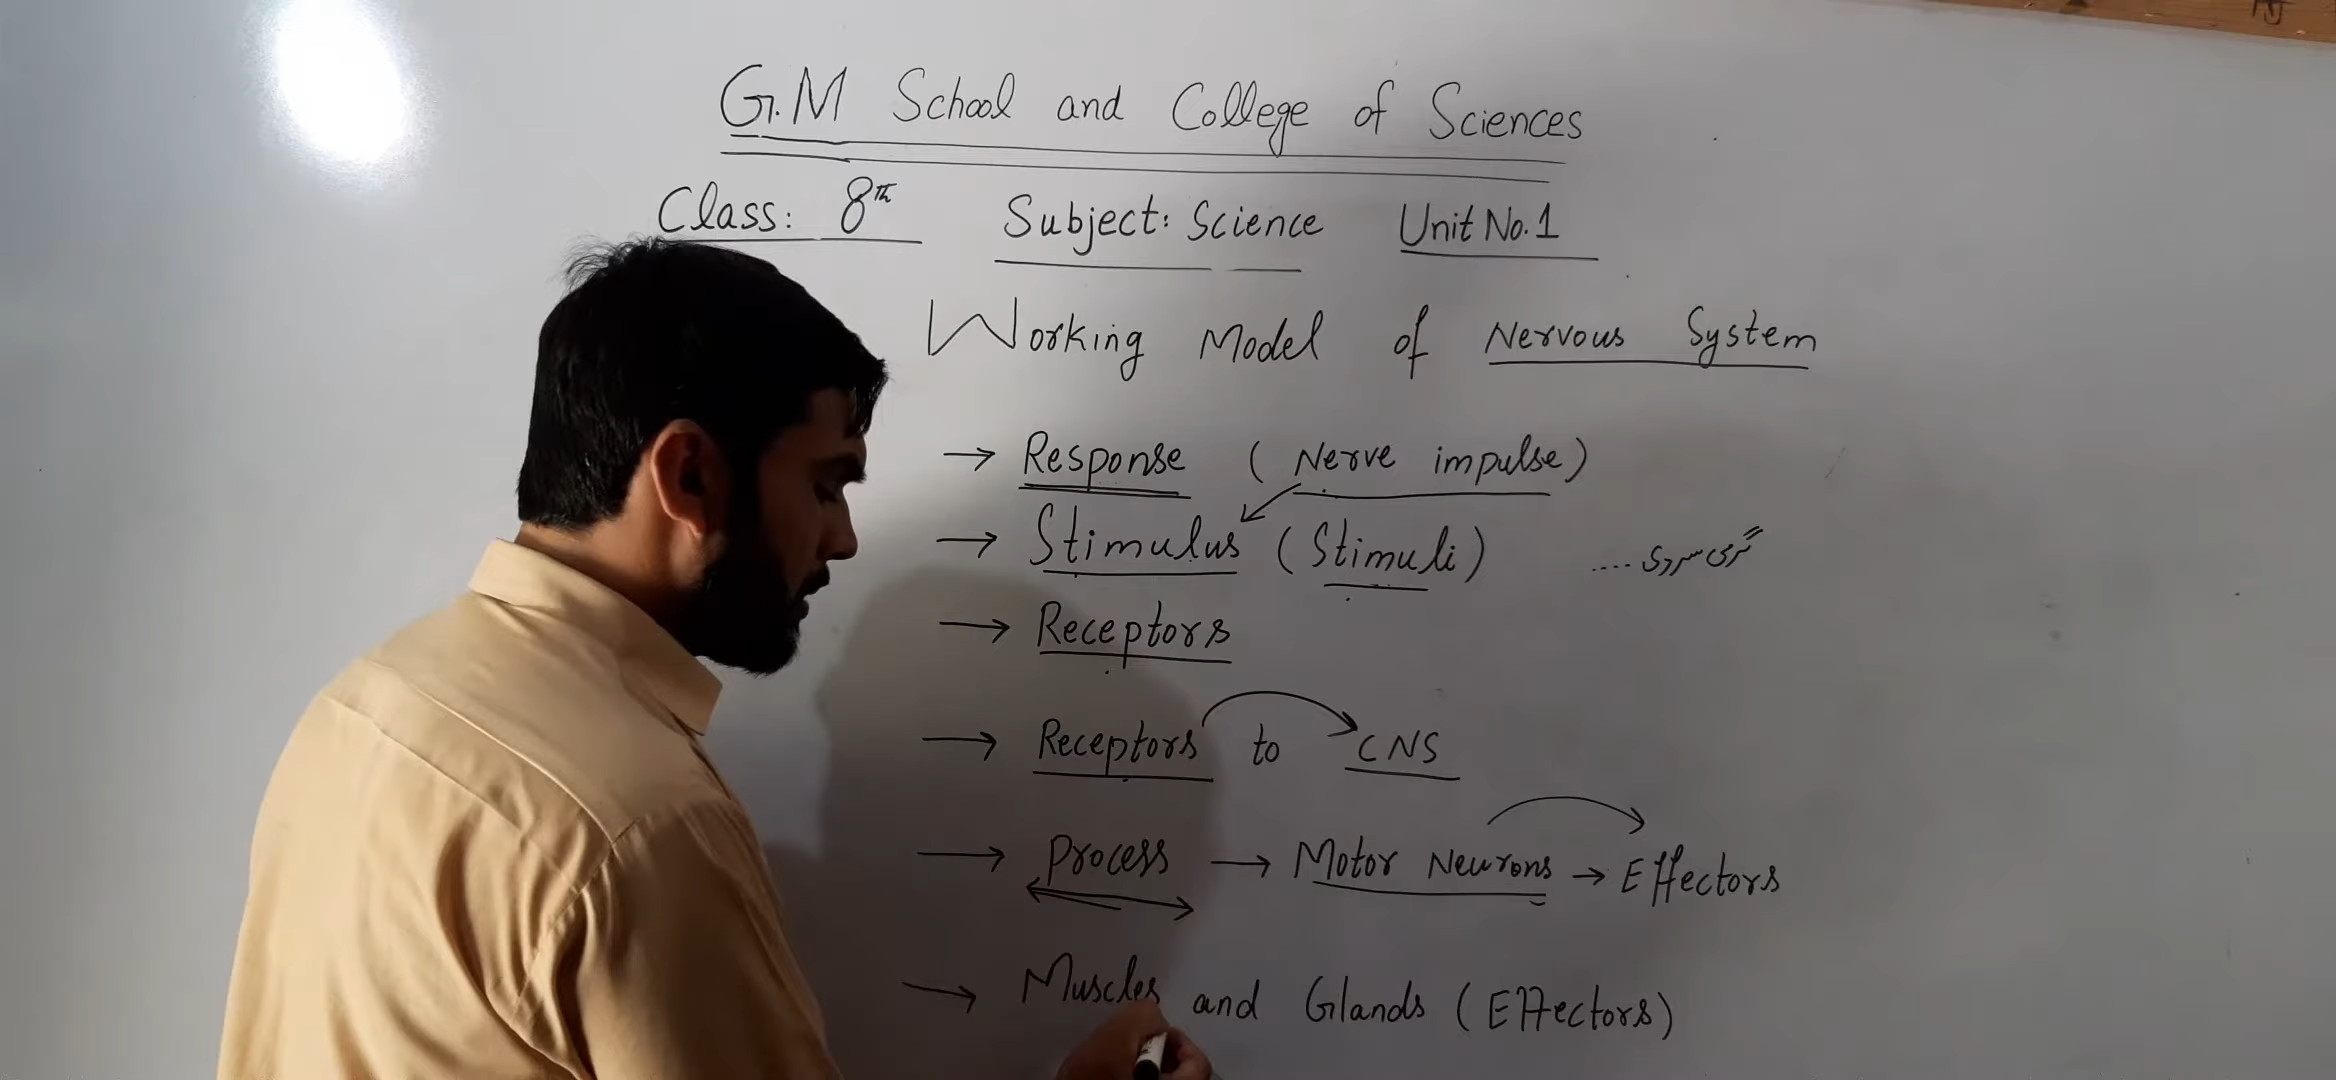 G.M School and College of Sciences
Class: 8th Subject: Science Unit No.1
Working Model of Nervous System
→ Response (Nerve impulse)
→ Stimulus (Stimuli) گرمی سردی ....
→ Receptors
→ Receptors to CNS
→ Process → Motor Neurons → Effectors
→ Muscles and Glands (Effectors)